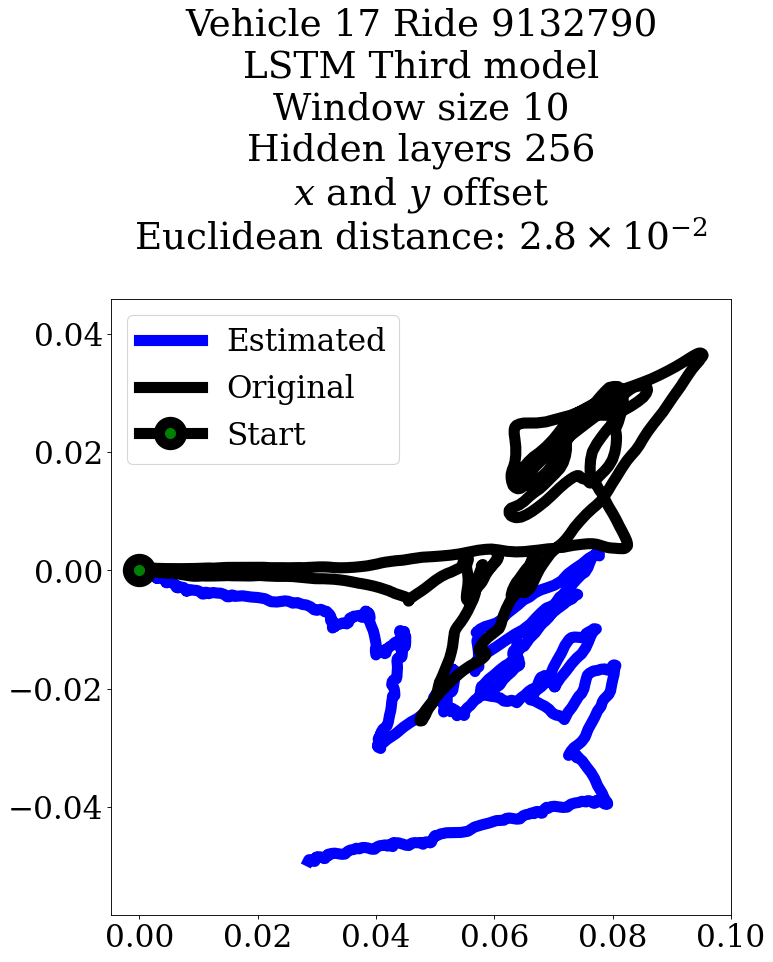 Vehicle 17 Ride 9132790
LSTM Third model
Window size 10
Hidden layers 256
x and y offset
Euclidean distance: 2.8 × 10⁻²
Estimated
Original
Start
0.04
0.02
0.00
−0.02
−0.04
0.00 0.02 0.04 0.06 0.08 0.10